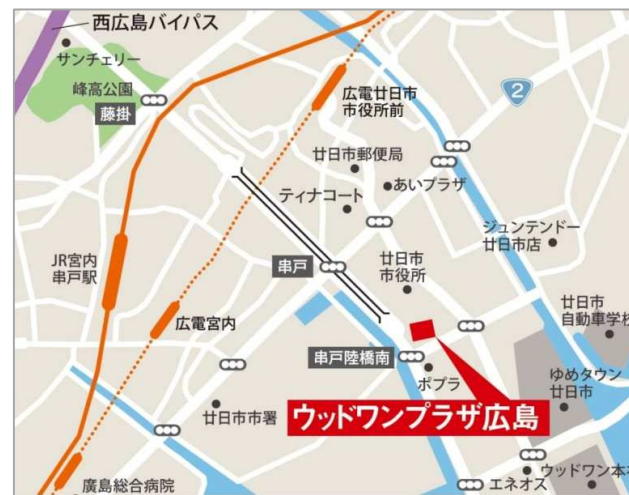 西広島バイパス
サンチェリー
峰高公園
藤掛
広電廿日市
市役所前
2
廿日市郵便局
あいプラザ
ティナコート
ジュンテンドー
廿日市店
JR宮内
串戸駅
串戸
廿日市
市役所
廿日市
自動車学校
広電宮内
串戸陸橋南
ポプラ
ゆめタウン
廿日市
廿日市市署
ウッドワンプラザ広島
廣島総合病院
エネオス
ウッドワン本社